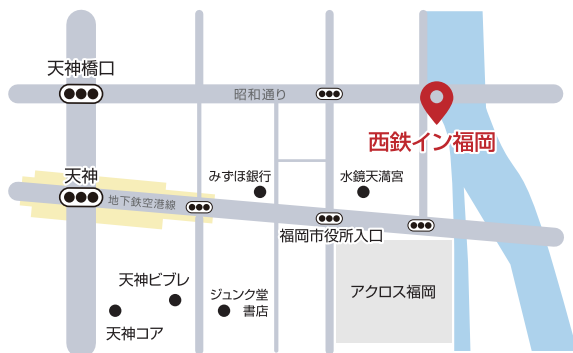 天神橋口
昭和通り
西鉄イン福岡
天神
みずほ銀行
水鏡天満宮
地下鉄空港線
福岡市役所入口
天神ビブレ
ジュンク堂
書店
アクロス福岡
天神コア